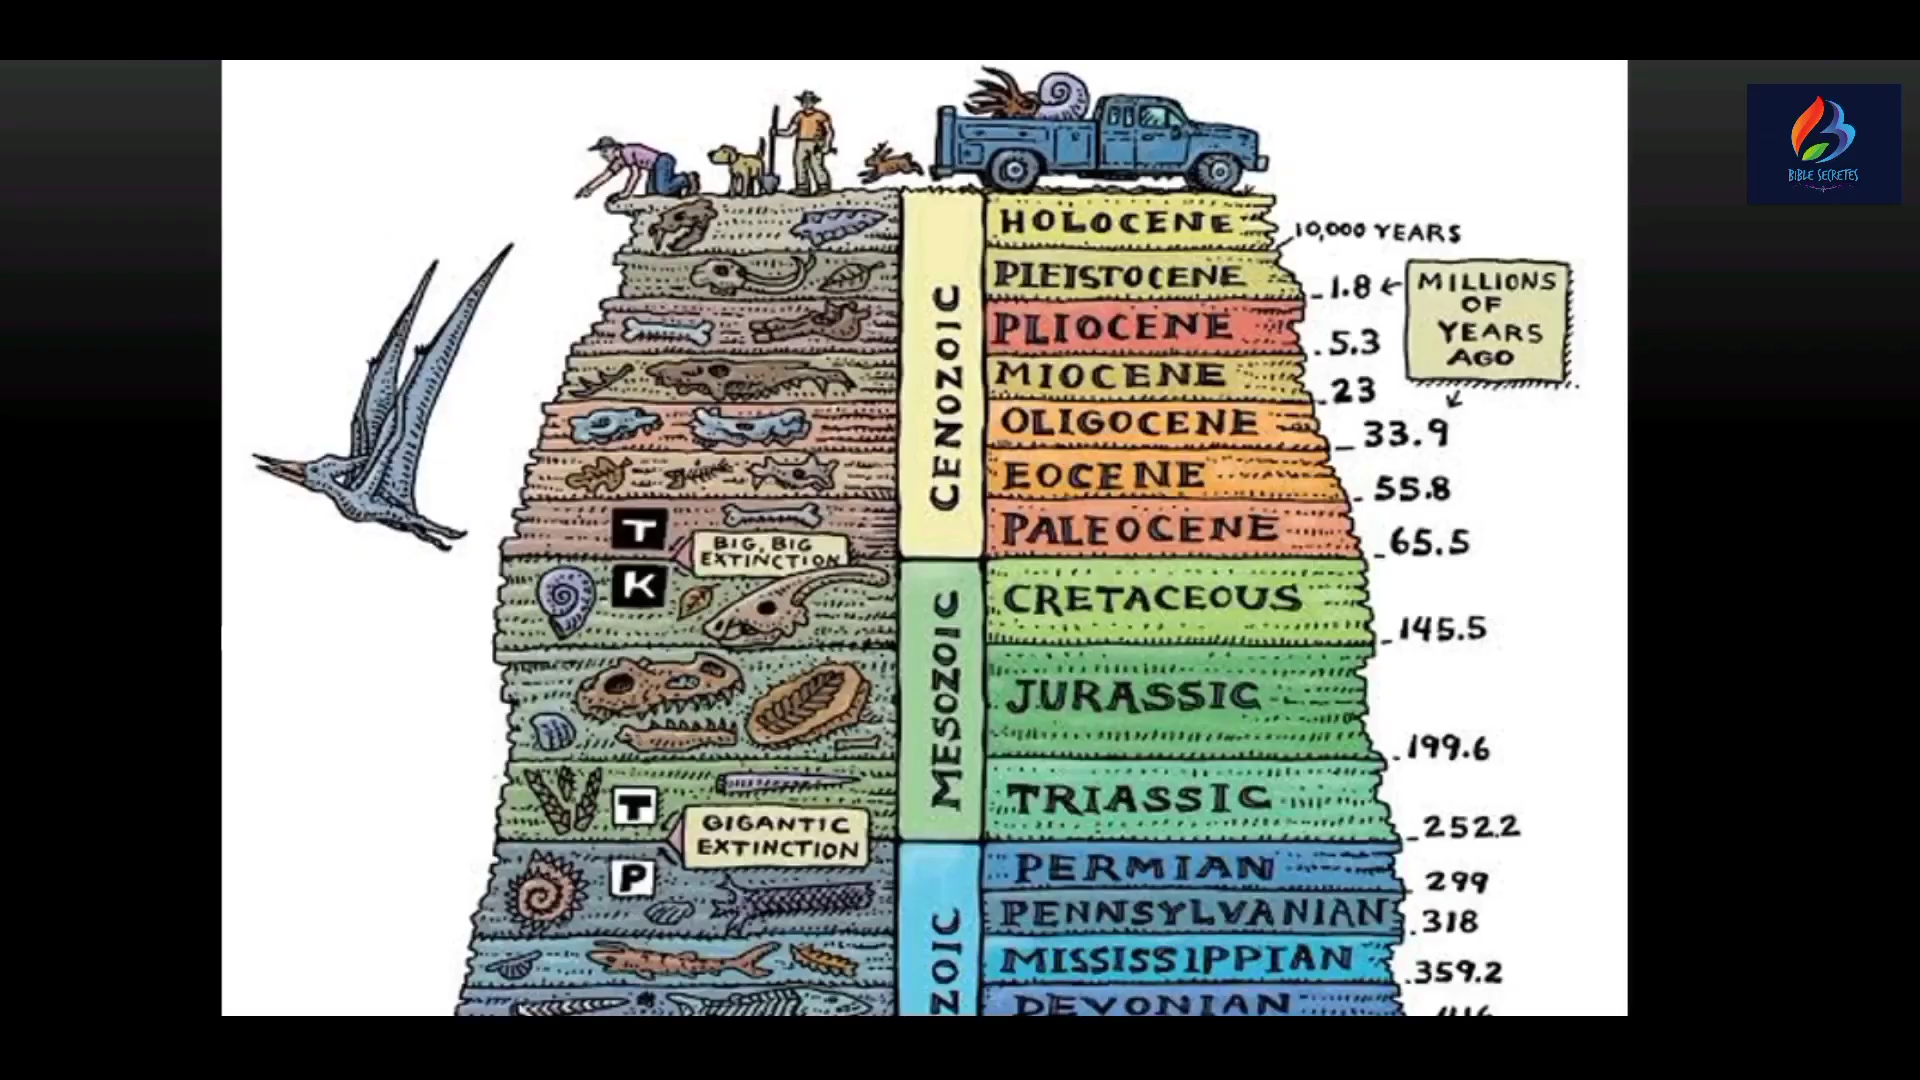 BIBLE SECRETES
HOLOCENE
10,000 YEARS
PLEISTOCENE
1.8
MILLIONS
OF
YEARS
AGO
PLIOCENE
5.3
MIOCENE
23
OLIGOCENE
33.9
EOCENE
55.8
PALEOCENE
65.5
CENOZOIC
T
BIG, BIG
EXTINCTION
K
CRETACEOUS
145.5
JURASSIC
199.6
TRIASSIC
252.2
MESOZOIC
T
GIGANTIC
EXTINCTION
P
PERMIAN
299
PENNSYLVANIAN
318
MISSISSIPPIAN
359.2
DEVONIAN
416
ZOIC